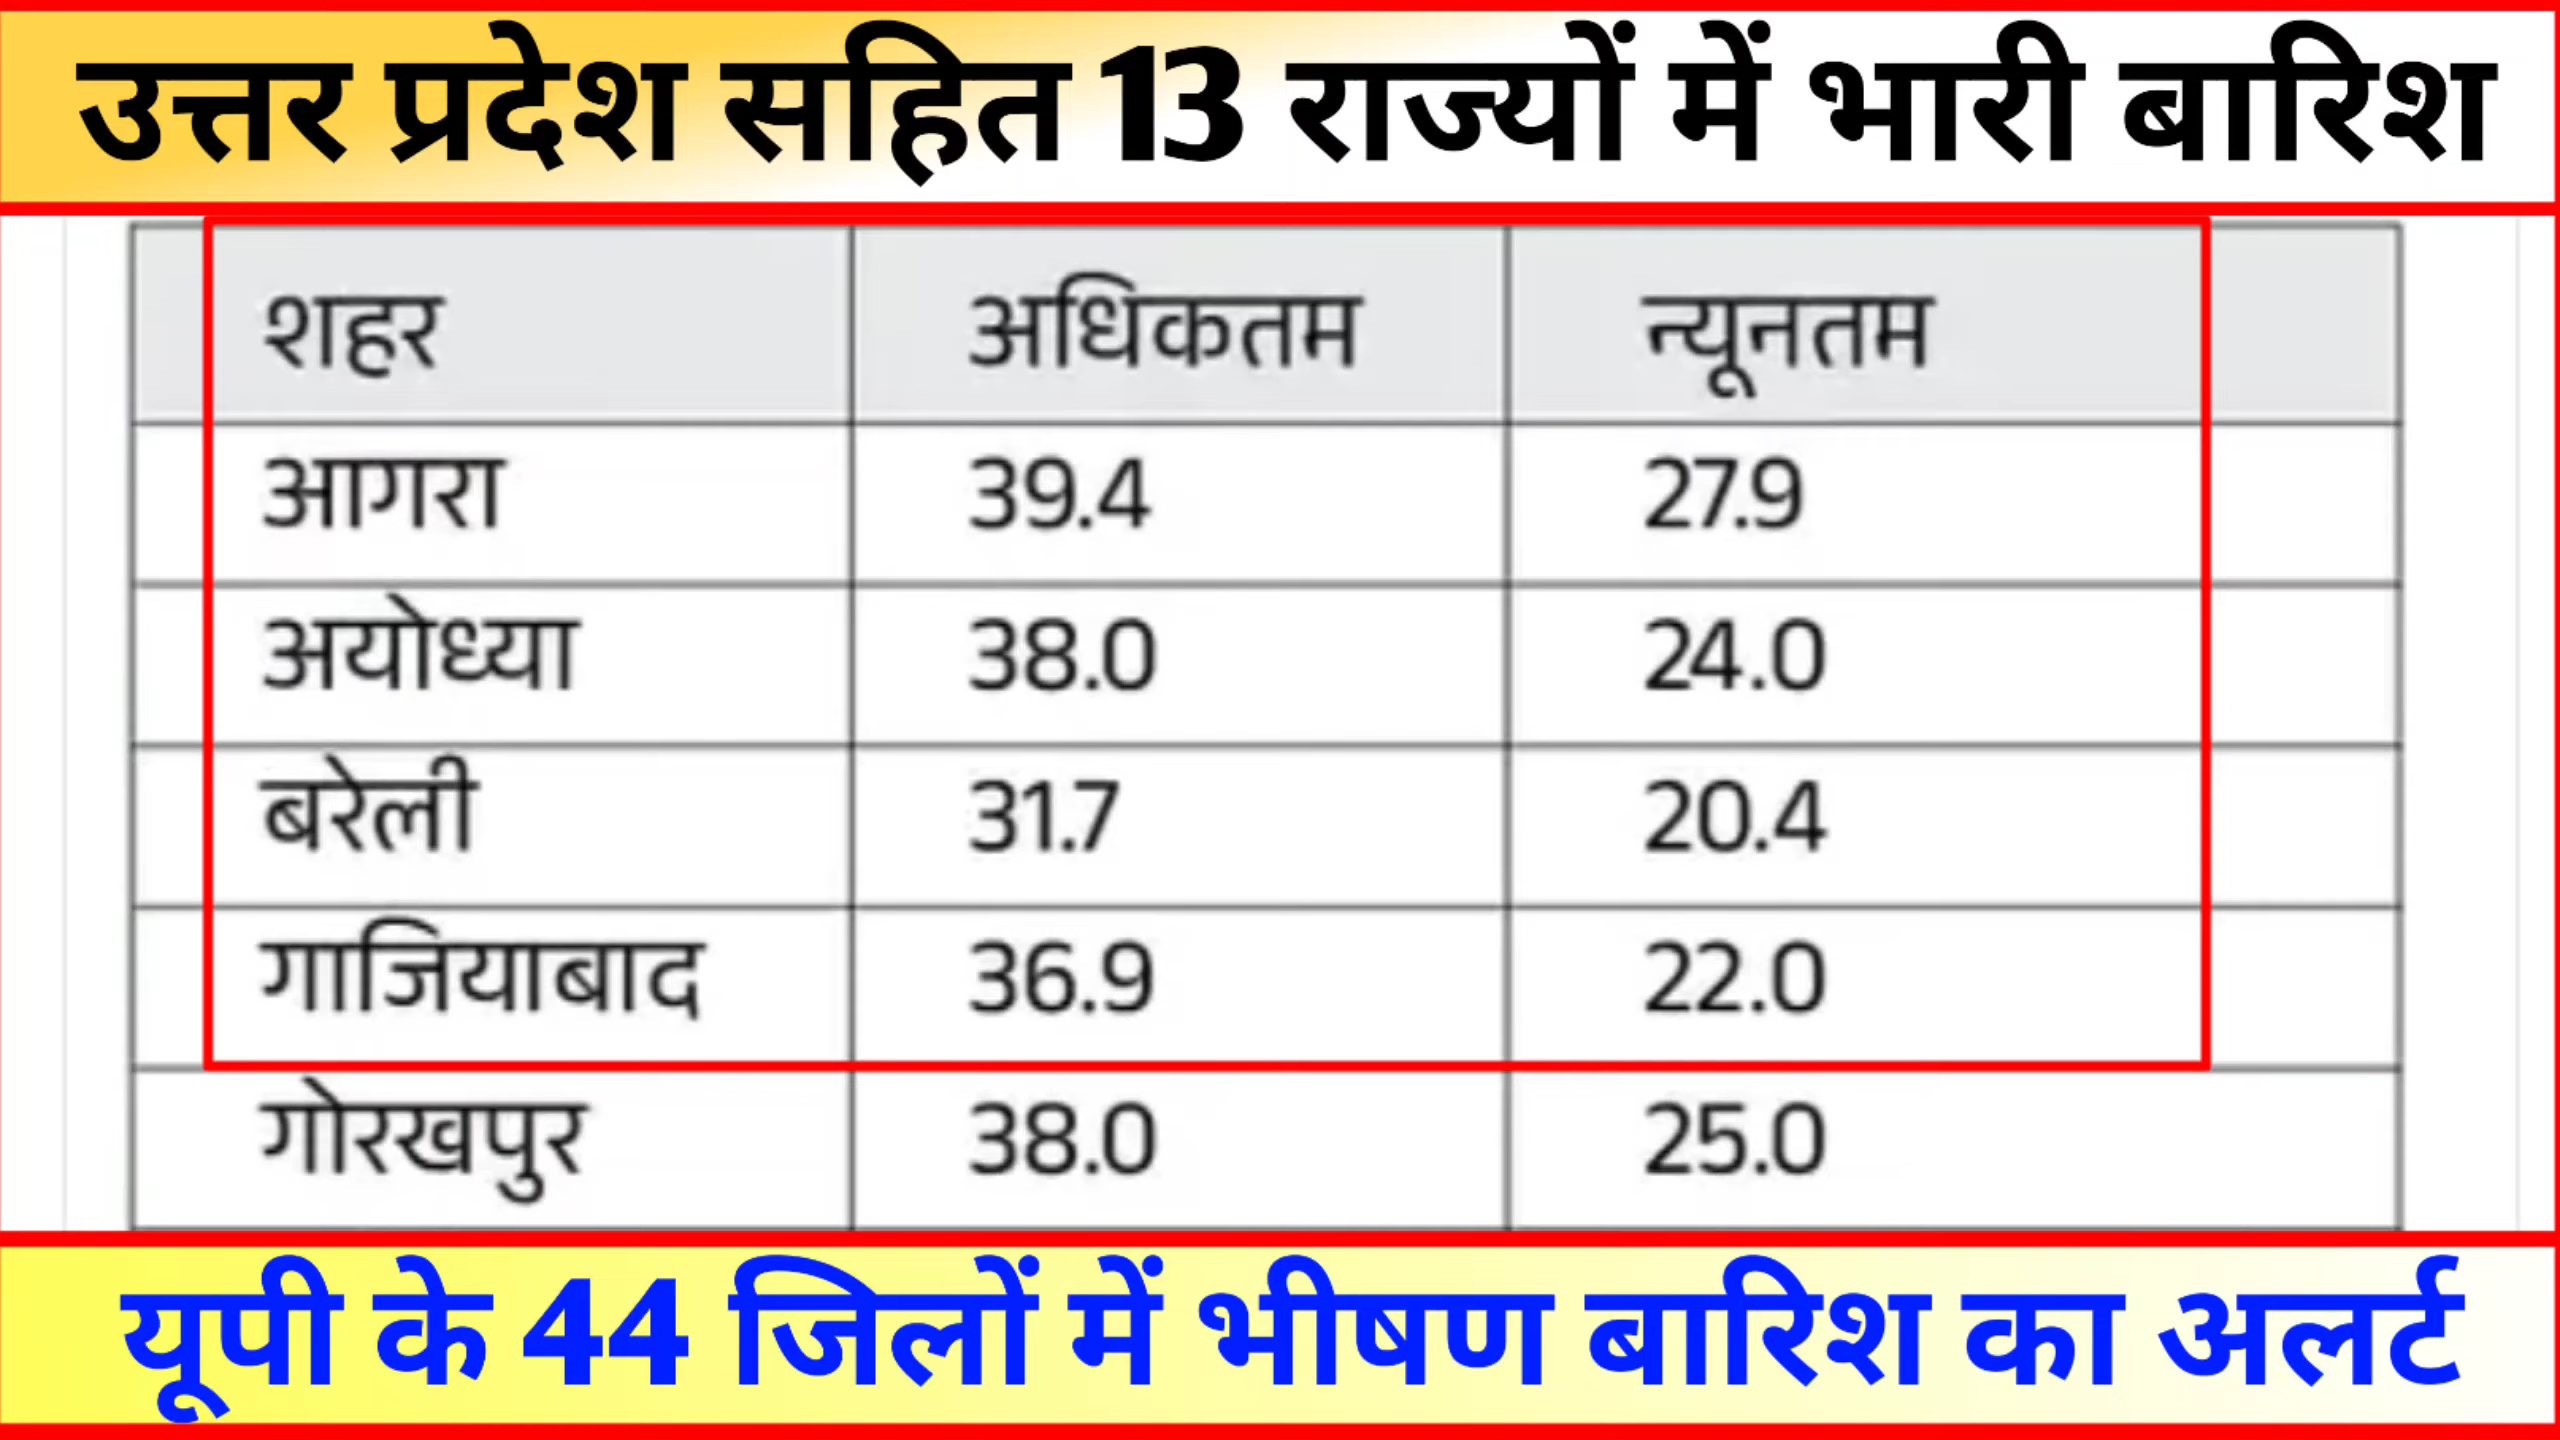 उत्तर प्रदेश सहित 13 राज्यों में भारी बारिश
शहर अधिकतम न्यूनतम
आगरा 39.4 27.9
अयोध्या 38.0 24.0
बरेली 31.7 20.4
गाजियाबाद 36.9 22.0
गोरखपुर 38.0 25.0
यूपी के 44 जिलों में भीषण बारिश का अलर्ट